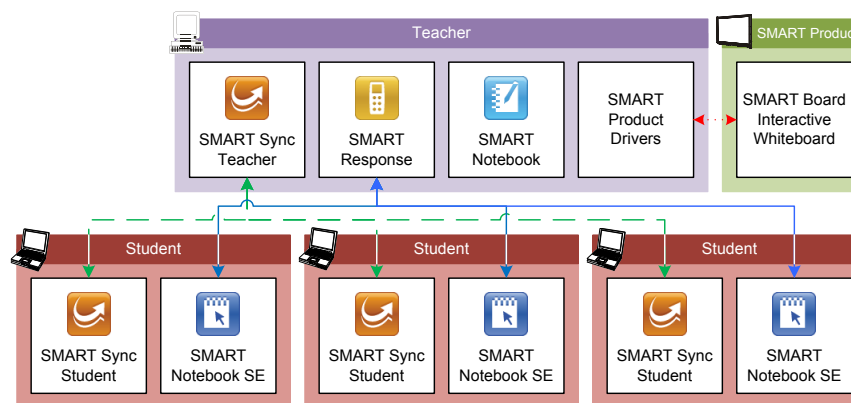 Teacher
SMART Produc
SMART Sync
Teacher
SMART
Response
SMART
Notebook
SMART
Product
Drivers
SMART Board
Interactive
Whiteboard
Student
Student
Student
SMART Sync
Student
SMART
Notebook SE
SMART Sync
Student
SMART
Notebook SE
SMART Sync
Student
SMART
Notebook SE